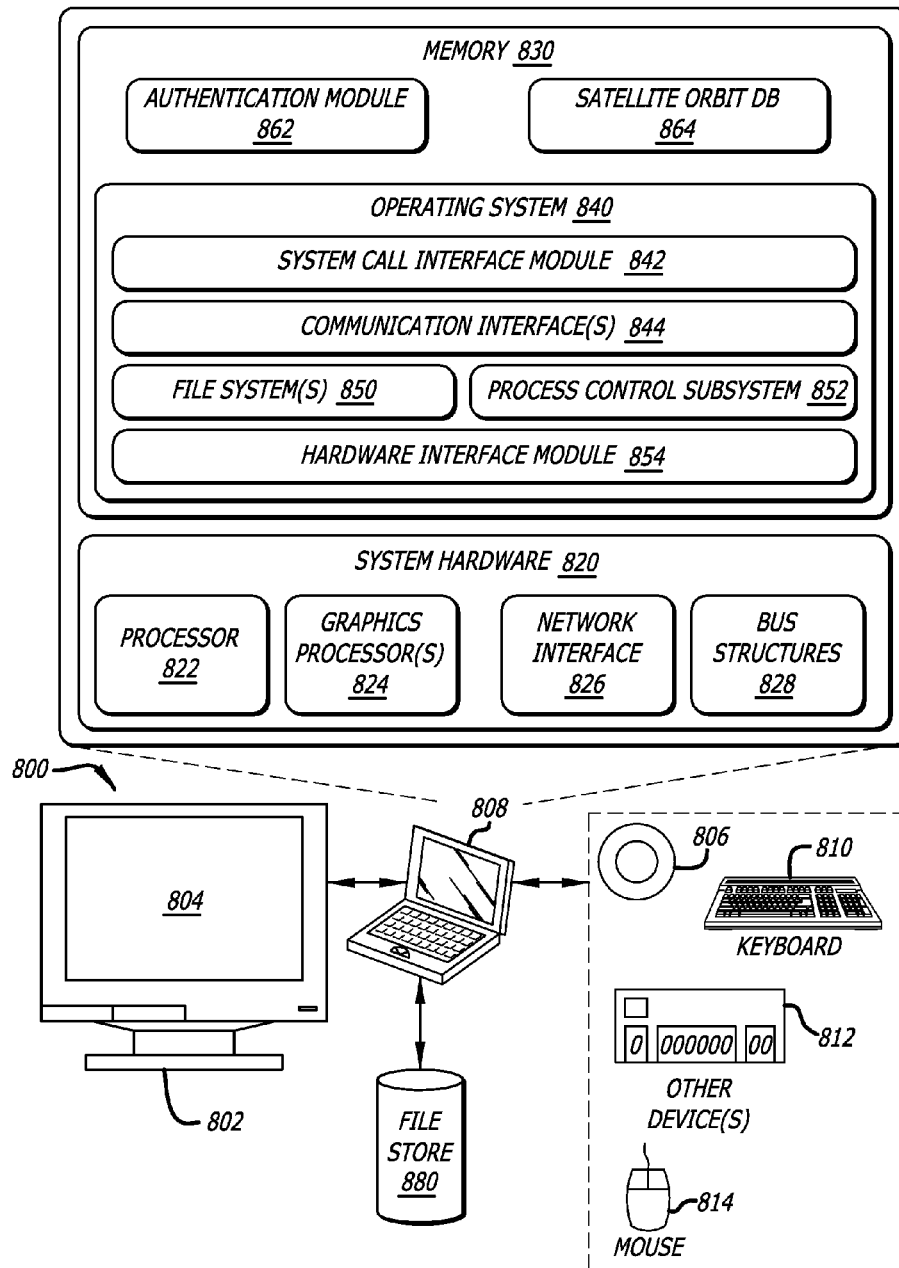 MEMORY 830
AUTHENTICATION MODULE
862
SATELLITE ORBIT DB
864
OPERATING SYSTEM 840
SYSTEM CALL INTERFACE MODULE 842
COMMUNICATION INTERFACE(S) 844
FILE SYSTEM(S) 850
PROCESS CONTROL SUBSYSTEM 852
HARDWARE INTERFACE MODULE 854
SYSTEM HARDWARE 820
PROCESSOR
822
GRAPHICS
PROCESSOR(S)
824
NETWORK
INTERFACE
826
BUS
STRUCTURES
828
800
804
802
808
FILE
STORE
880
806
810
KEYBOARD
0 000000 00
812
OTHER
DEVICE(S)
814
MOUSE